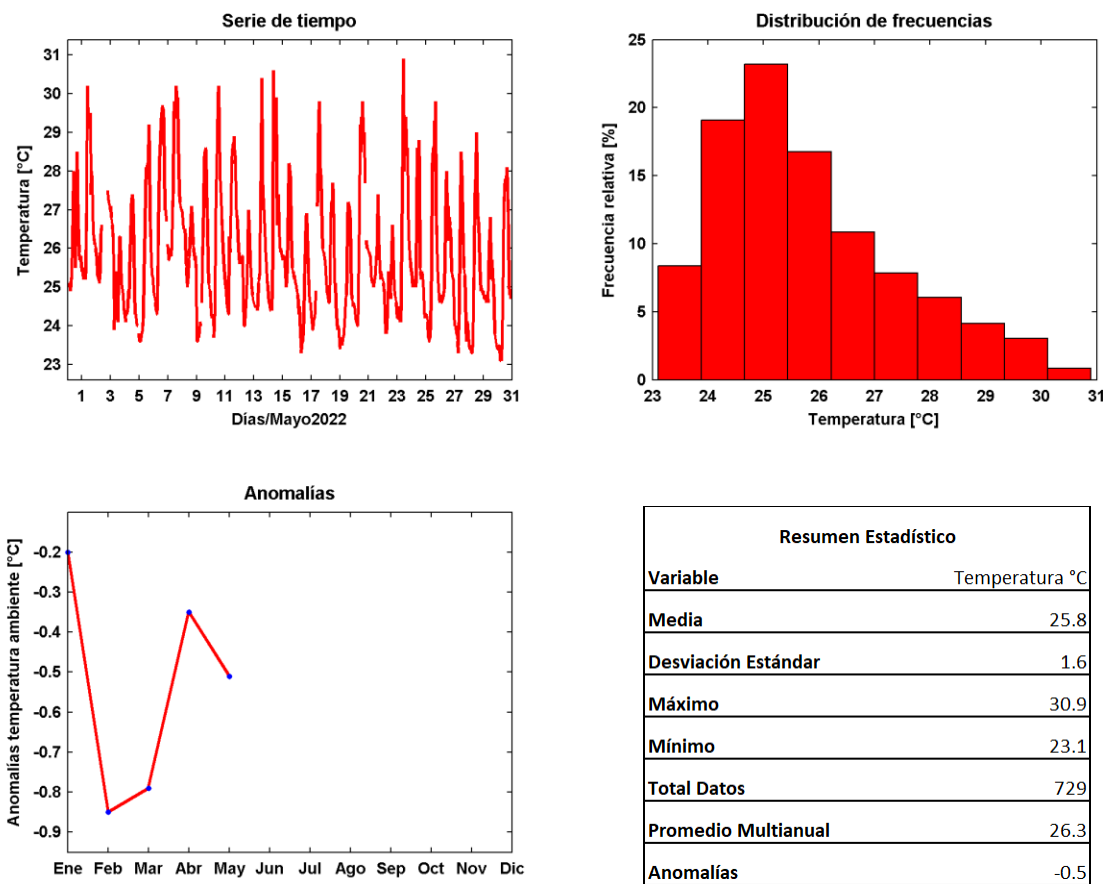 Serie de tiempo
Temperatura [°C]
31
30
29
28
27
26
25
24
23
1 3 5 7 9 11 13 15 17 19 21 23 25 27 29 31
Días/Mayo2022
Distribución de frecuencias
Frecuencia relativa [%]
25
20
15
10
5
0
23 24 25 26 27 28 29 30 31
Temperatura [°C]
Anomalías
Anomalias temperatura ambiente [°C]
-0.2
-0.3
-0.4
-0.5
-0.6
-0.7
-0.8
-0.9
Ene Feb Mar Abr May Jun Jul Ago Sep Oct Nov Dic
Resumen Estadístico
Variable Temperatura °C
Media 25.8
Desviación Estándar 1.6
Máximo 30.9
Mínimo 23.1
Total Datos 729
Promedio Multianual 26.3
Anomalías -0.5